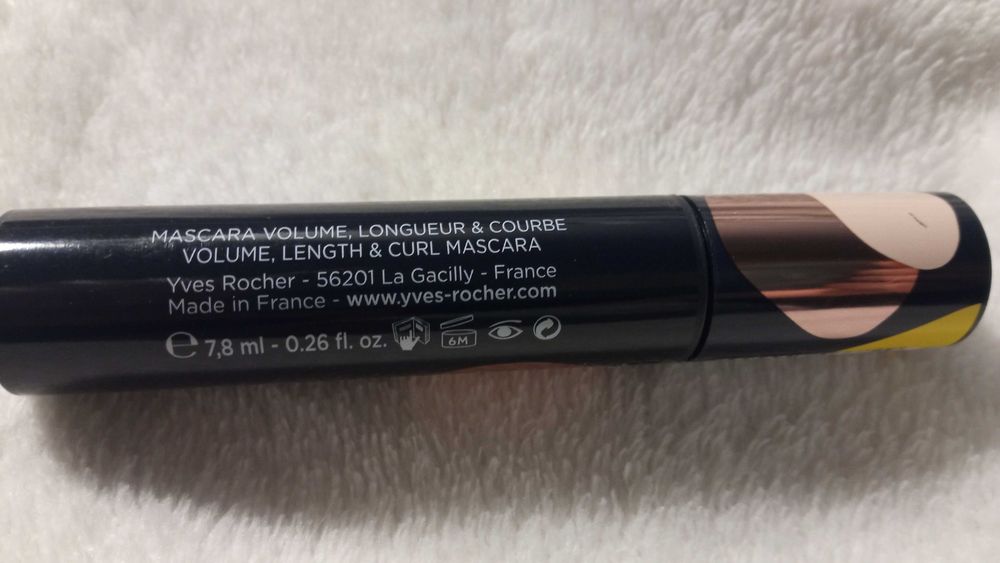 MASCARA VOLUME, LONGUEUR & COURBE
VOLUME, LENGTH & CURL MASCARA
Yves Rocher - 56201 La Gacilly - France
Made in France - www.yves-rocher.com
℮ 7,8 ml - 0.26 fl. oz. 6M